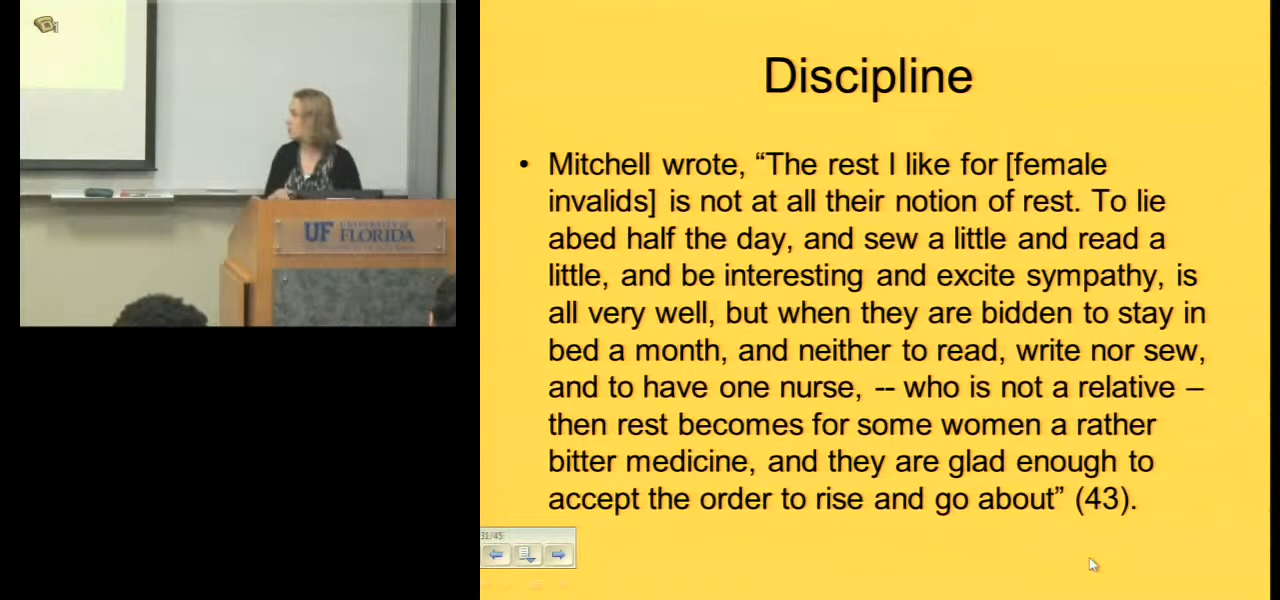 UF UNIVERSITY of
FLORIDA
Discipline
• Mitchell wrote, “The rest I like for [female
invalids] is not at all their notion of rest. To lie
abed half the day, and sew a little and read a
little, and be interesting and excite sympathy, is
all very well, but when they are bidden to stay in
bed a month, and neither to read, write nor sew,
and to have one nurse, -- who is not a relative –
then rest becomes for some women a rather
bitter medicine, and they are glad enough to
accept the order to rise and go about” (43).
31/45